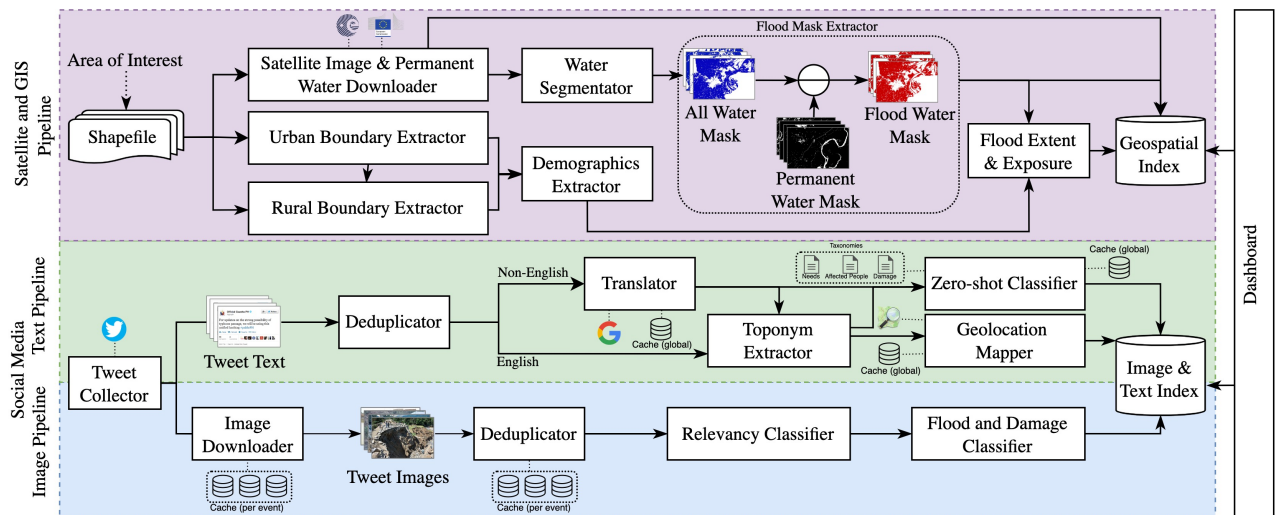 Satellite and GIS
Pipeline
Area of Interest
Shapefile
Satellite Image & Permanent
Water Downloader
Urban Boundary Extractor
Rural Boundary Extractor
Water
Segmentator
Demographics
Extractor
Flood Mask Extractor
All Water
Mask
Flood Water
Mask
Permanent
Water Mask
Flood Extent
& Exposure
Geospatial
Index
Dashboard
Social Media
Text Pipeline
Image Pipeline
Tweet
Collector
Tweet Text
Deduplicator
Non-English
English
Translator
Cache (global)
Toponym
Extractor
Taxonomies
Needs
Affected People
Damage
Zero-shot Classifier
Cache (global)
Geolocation
Mapper
Cache (global)
Image &
Text Index
Image
Downloader
Cache (per event)
Tweet Images
Deduplicator
Cache (per event)
Relevancy Classifier
Flood and Damage
Classifier